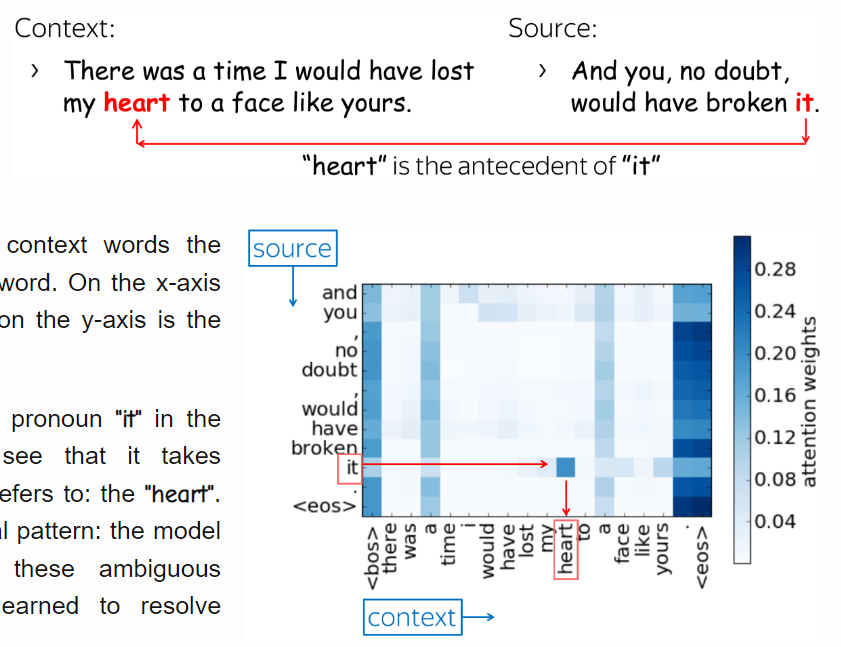 Context:
› There was a time I would have lost
my heart to a face like yours.
Source:
› And you, no doubt,
would have broken it.
"heart" is the antecedent of "it"
context words the
word. On the x-axis
on the y-axis is the
pronoun "it" in the
see that it takes
efers to: the "heart".
al pattern: the model
these ambiguous
learned to resolve
source
and
you
,
no
doubt
,
would
have
broken
it
.
<eos>
<bos>
there
was
a
time
i
would
have
lost
my
heart
to
a
face
like
yours
.
<eos>
context
0.28
0.24
0.20
0.16
0.12
0.08
0.04
attention weights